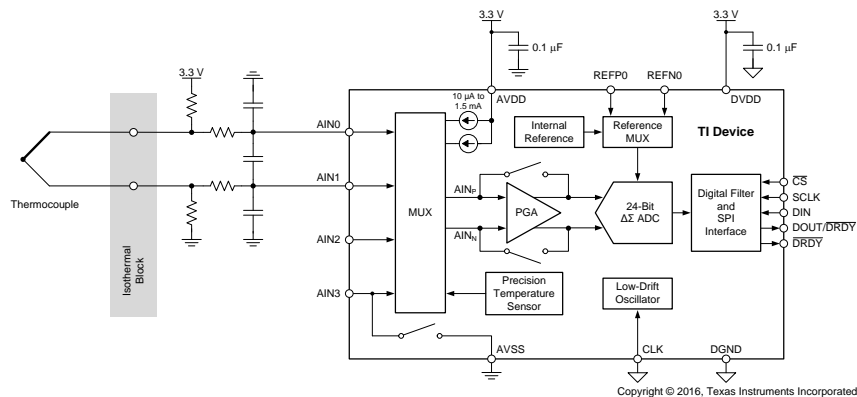 3.3 V
3.3 V
0.1 μF
0.1 μF
3.3 V
10 μA to
1.5 mA
AVDD
REFP0
REFN0
DVDD
Internal
Reference
Reference
MUX
TI Device
AIN0
AIN1
AIN2
AIN3
Thermocouple
Isothermal
Block
MUX
AINP
AINN
PGA
24-Bit
ΔΣ ADC
Digital Filter
and
SPI
Interface
CS
SCLK
DIN
DOUT/DRDY
DRDY
Precision
Temperature
Sensor
Low-Drift
Oscillator
AVSS
CLK
DGND
Copyright © 2016, Texas Instruments Incorporated